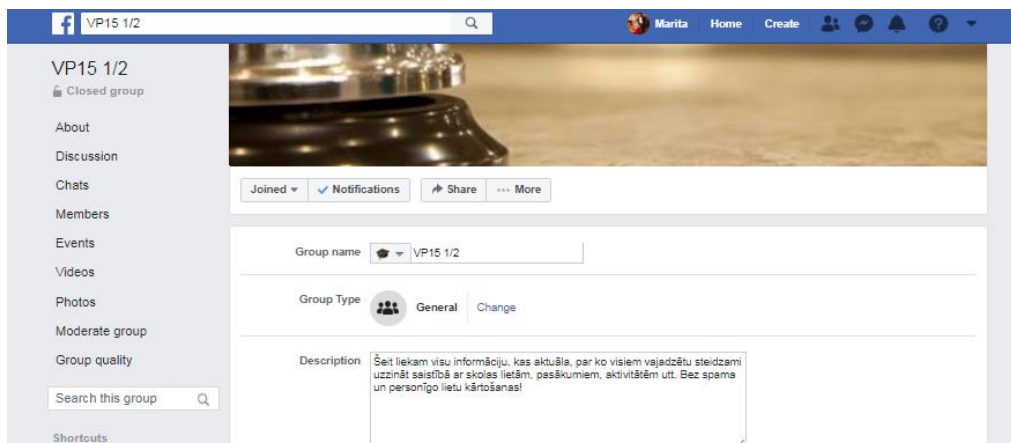 f VP15 1/2 Marita Home Create
VP15 1/2
Closed group
About
Discussion
Chats
Members
Events
Videos
Photos
Moderate group
Group quality
Search this group
Shortcuts
Joined Notifications Share ... More
Group name VP15 1/2
Group Type General Change
Description Šeit liekam visu informāciju, kas aktuāla, par ko visiem vajadzētu steidzami
uzzināt saistībā ar skolas lietām, pasākumiem, aktivitātēm utt. Bez spama
un personīgo lietu kārtošanas!